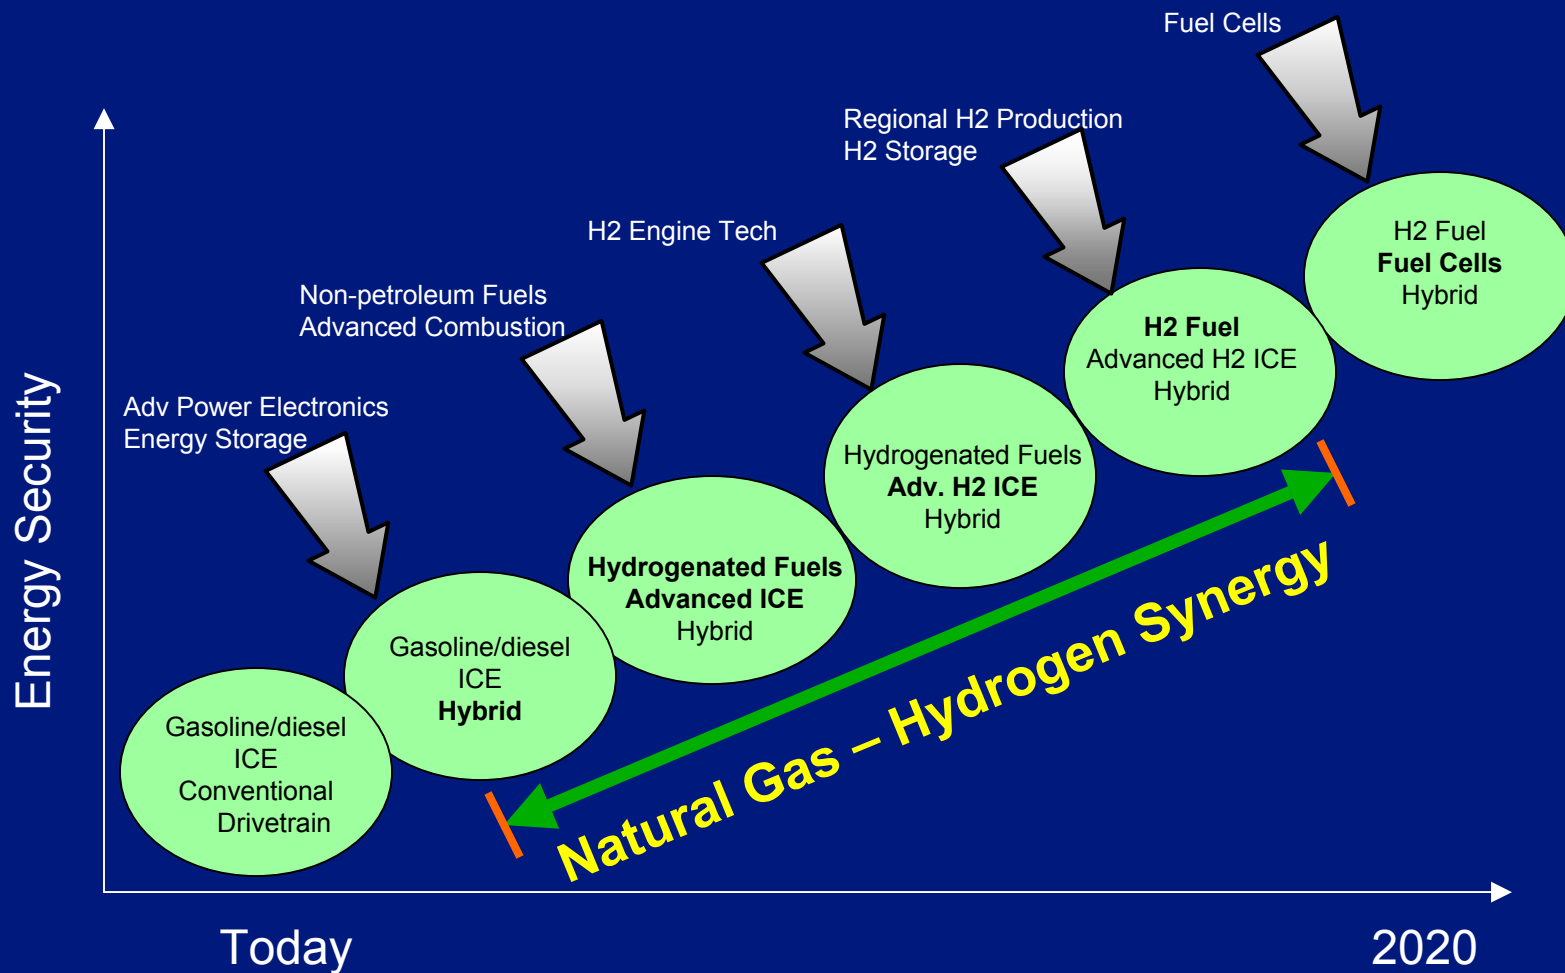 Fuel Cells
Regional H2 Production
H2 Storage
H2 Engine Tech
Non-petroleum Fuels
Advanced Combustion
Adv Power Electronics
Energy Storage
H2 Fuel
Fuel Cells
Hybrid
H2 Fuel
Advanced H2 ICE
Hybrid
Hydrogenated Fuels
Adv. H2 ICE
Hybrid
Hydrogenated Fuels
Advanced ICE
Hybrid
Gasoline/diesel
ICE
Hybrid
Gasoline/diesel
ICE
Conventional
Drivetrain
Natural Gas – Hydrogen Synergy
Energy Security
Today
2020